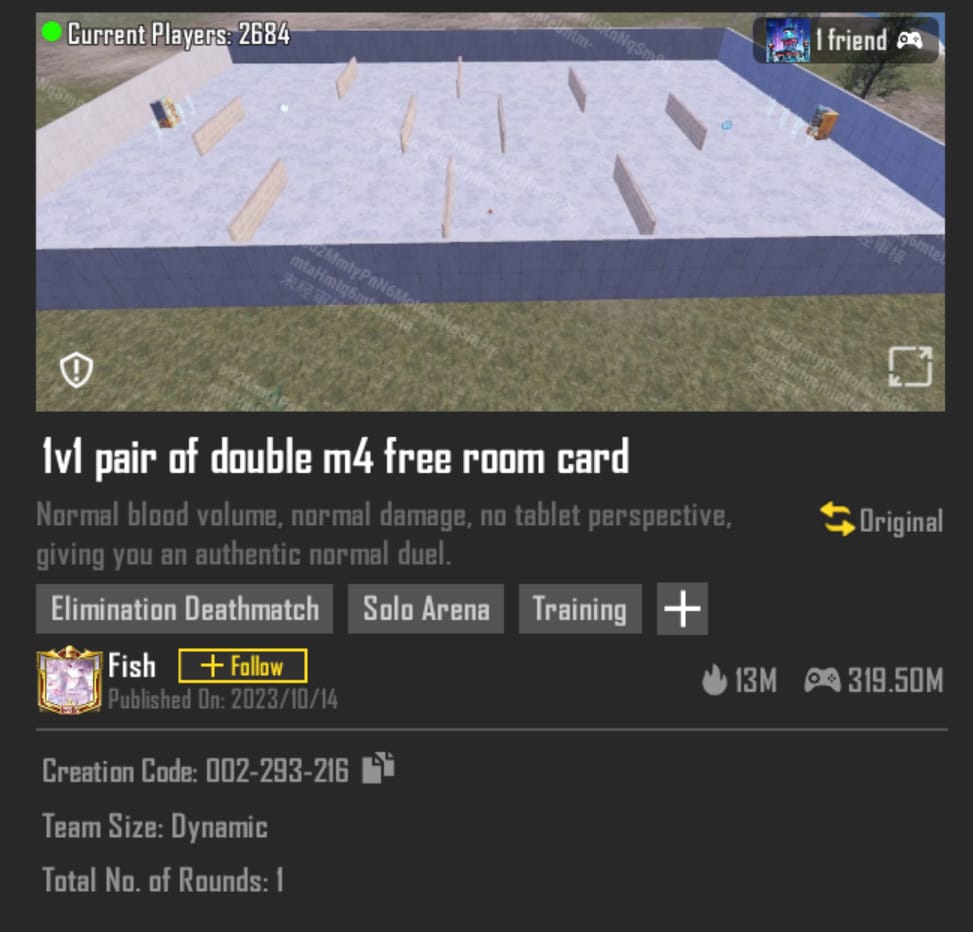 Current Players: 2684
1 friend
1v1 pair of double m4 free room card
Normal blood volume, normal damage, no tablet perspective,
giving you an authentic normal duel.
Original
Elimination Deathmatch
Solo Arena
Training
Fish
+ Follow
Published On: 2023/10/14
13M
319.50M
Creation Code: 002-293-216
Team Size: Dynamic
Total No. of Rounds: 1